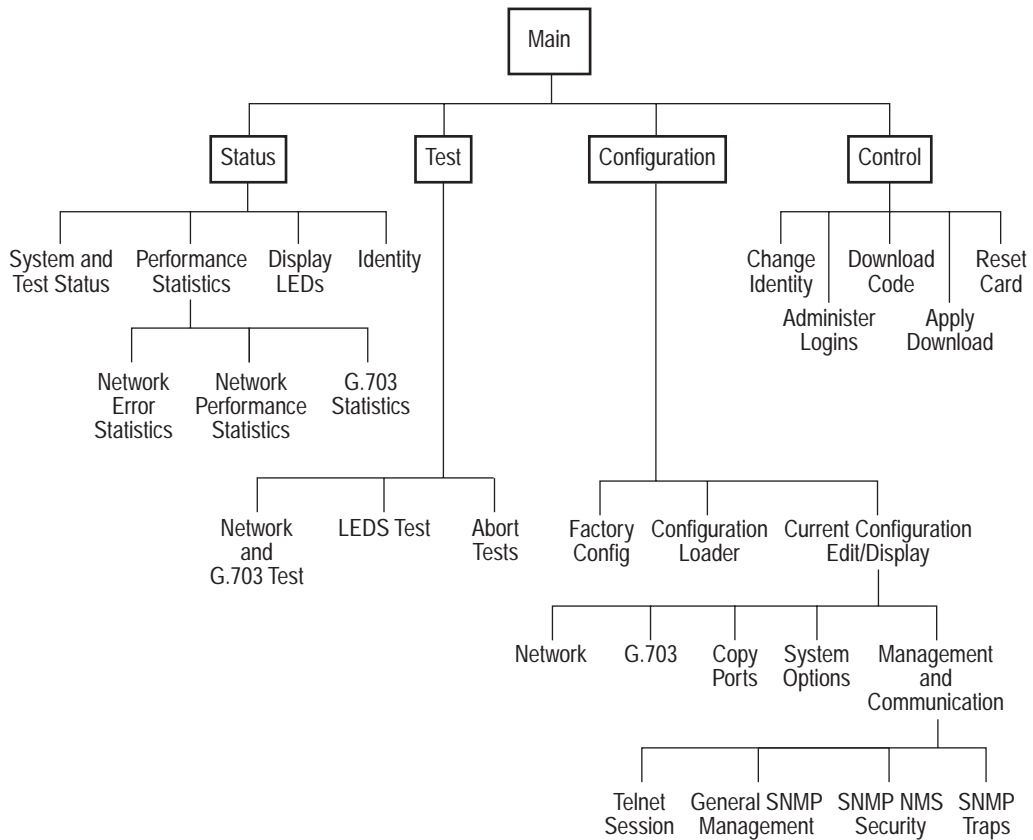 Main
Status
Test
Configuration
Control
System and
Test Status
Performance
Statistics
Display
LEDs
Identity
Change
Identity
Administer
Logins
Download
Code
Apply
Download
Reset
Card
Network
Error
Statistics
Network
Performance
Statistics
G.703
Statistics
Network
and
G.703 Test
LEDS Test
Abort
Tests
Factory
Config
Configuration
Loader
Current Configuration
Edit/Display
Network
G.703
Copy
Ports
System
Options
Management
and
Communication
Telnet
Session
General SNMP
Management
SNMP NMS
Security
SNMP
Traps